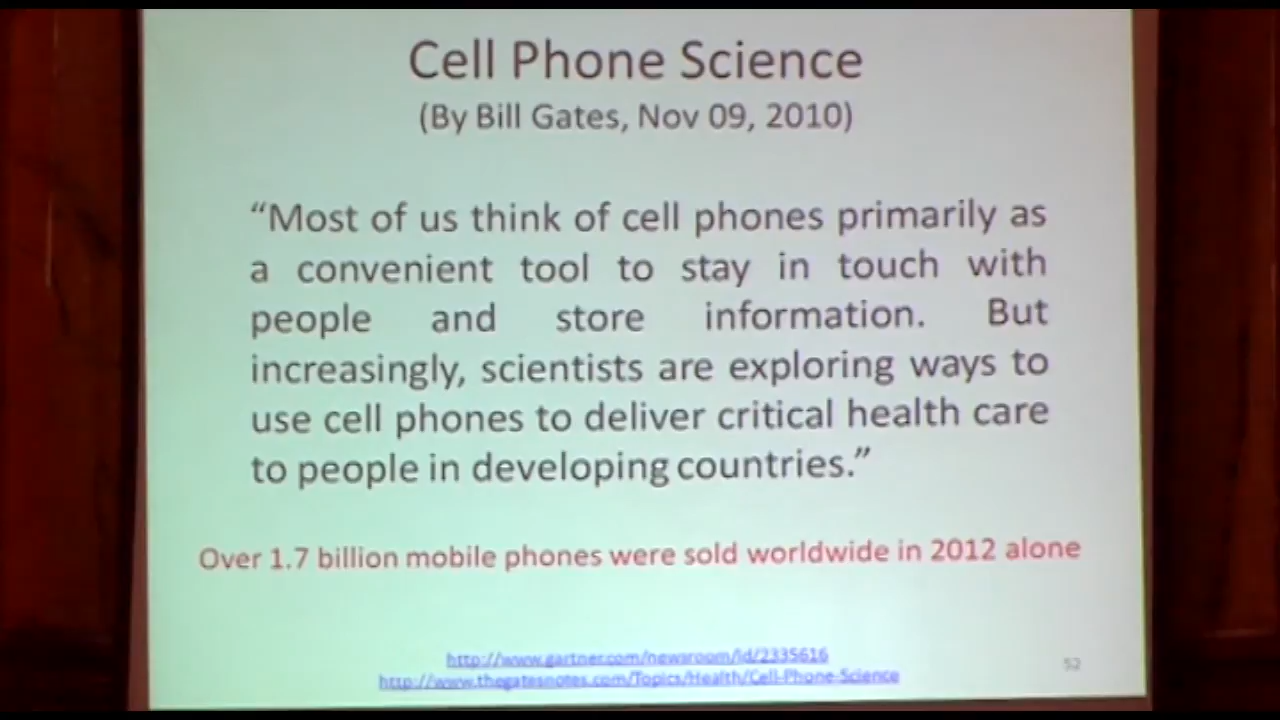 Cell Phone Science
(By Bill Gates, Nov 09, 2010)
“Most of us think of cell phones primarily as
a convenient tool to stay in touch with
people and store information. But
increasingly, scientists are exploring ways to
use cell phones to deliver critical health care
to people in developing countries.”
Over 1.7 billion mobile phones were sold worldwide in 2012 alone
http://www.gartner.com/newsroom/id/2335616
http://www.thegatesnotes.com/Topics/Health/Cell-Phone-Science
52